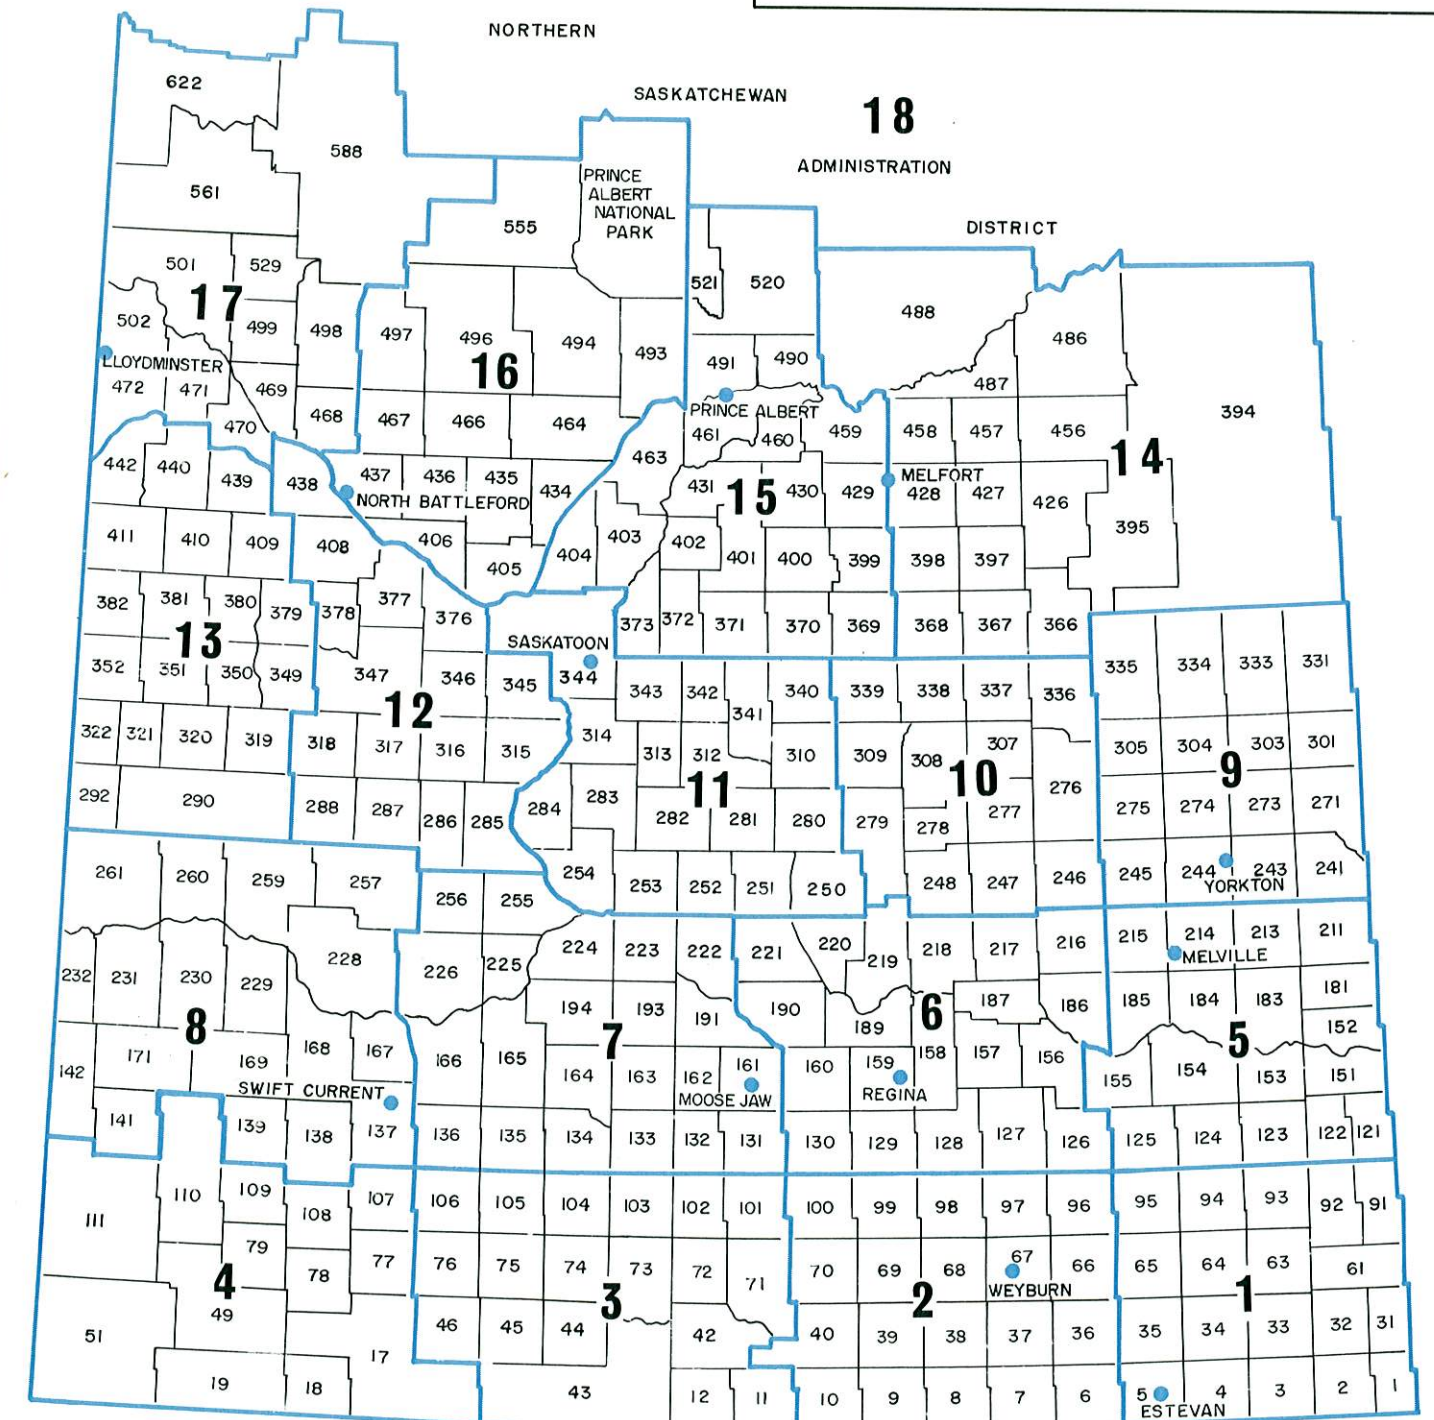 NORTHERN
SASKATCHEWAN
18
ADMINISTRATION
DISTRICT
622
588
PRINCE
ALBERT
NATIONAL
PARK
561
555
501 529
17
521 520
488
502 499 498 497 496 494 493
486
16
LLOYDMINSTER
491 490
487
472 471 469
PRINCE ALBERT
394
470 468 467 466 464
461 460 459 458 457 456
14
442 440 439 438 437 436 435 434 463
NORTH BATTLEFORD
431 15 430 429
MELFORT
428 427 426
395
411 410 409 408 406 405 404 403 402 401 400 399 398 397
382 381 380 379 378 377 376
13
SASKATOON
373 372 371 370 369 368 367 366
352 351 350 349 347 346 345 344
12
343 342 341 340 339 338 337 336
335 334 333 331
322 321 320 319 318 317 316 315 314
313 312 310 309 308 307
11
10
305 304 303 301
9
292 290 288 287 286 285 284 283
282 281 280 279 278 277 276
275 274 273 271
261 260 259 257 256 255 254 253 252 251 250 248 247 246 245 244 243 241
YORKTON
232 231 230 229 228 226 225 224 223 222 221 220 219 218 217 216 215 214 213 211
MELVILLE
8
194 193 191 190 189 187 186 185 184 183 181
7
6
5
152
142 171 169 168 167 166 165 164 163 162 161 160 159 158 157 156 155 154 153 151
SWIFT CURRENT
MOOSE JAW
REGINA
141 139 138 137 136 135 134 133 132 131 130 129 128 127 126 125 124 123 122 121
111 110 109 108 107 106 105 104 103 102 101 100 99 98 97 96 95 94 93 92 91
79 78 77 76 75 74 73 72 71 70 69 68 67 66 65 64 63 61
WEYBURN
4
3
2
1
51 49 46 45 44 42 40 39 38 37 36 35 34 33 32 31
19 18 17 43 12 11 10 9 8 7 6 5 4 3 2 1
ESTEVAN